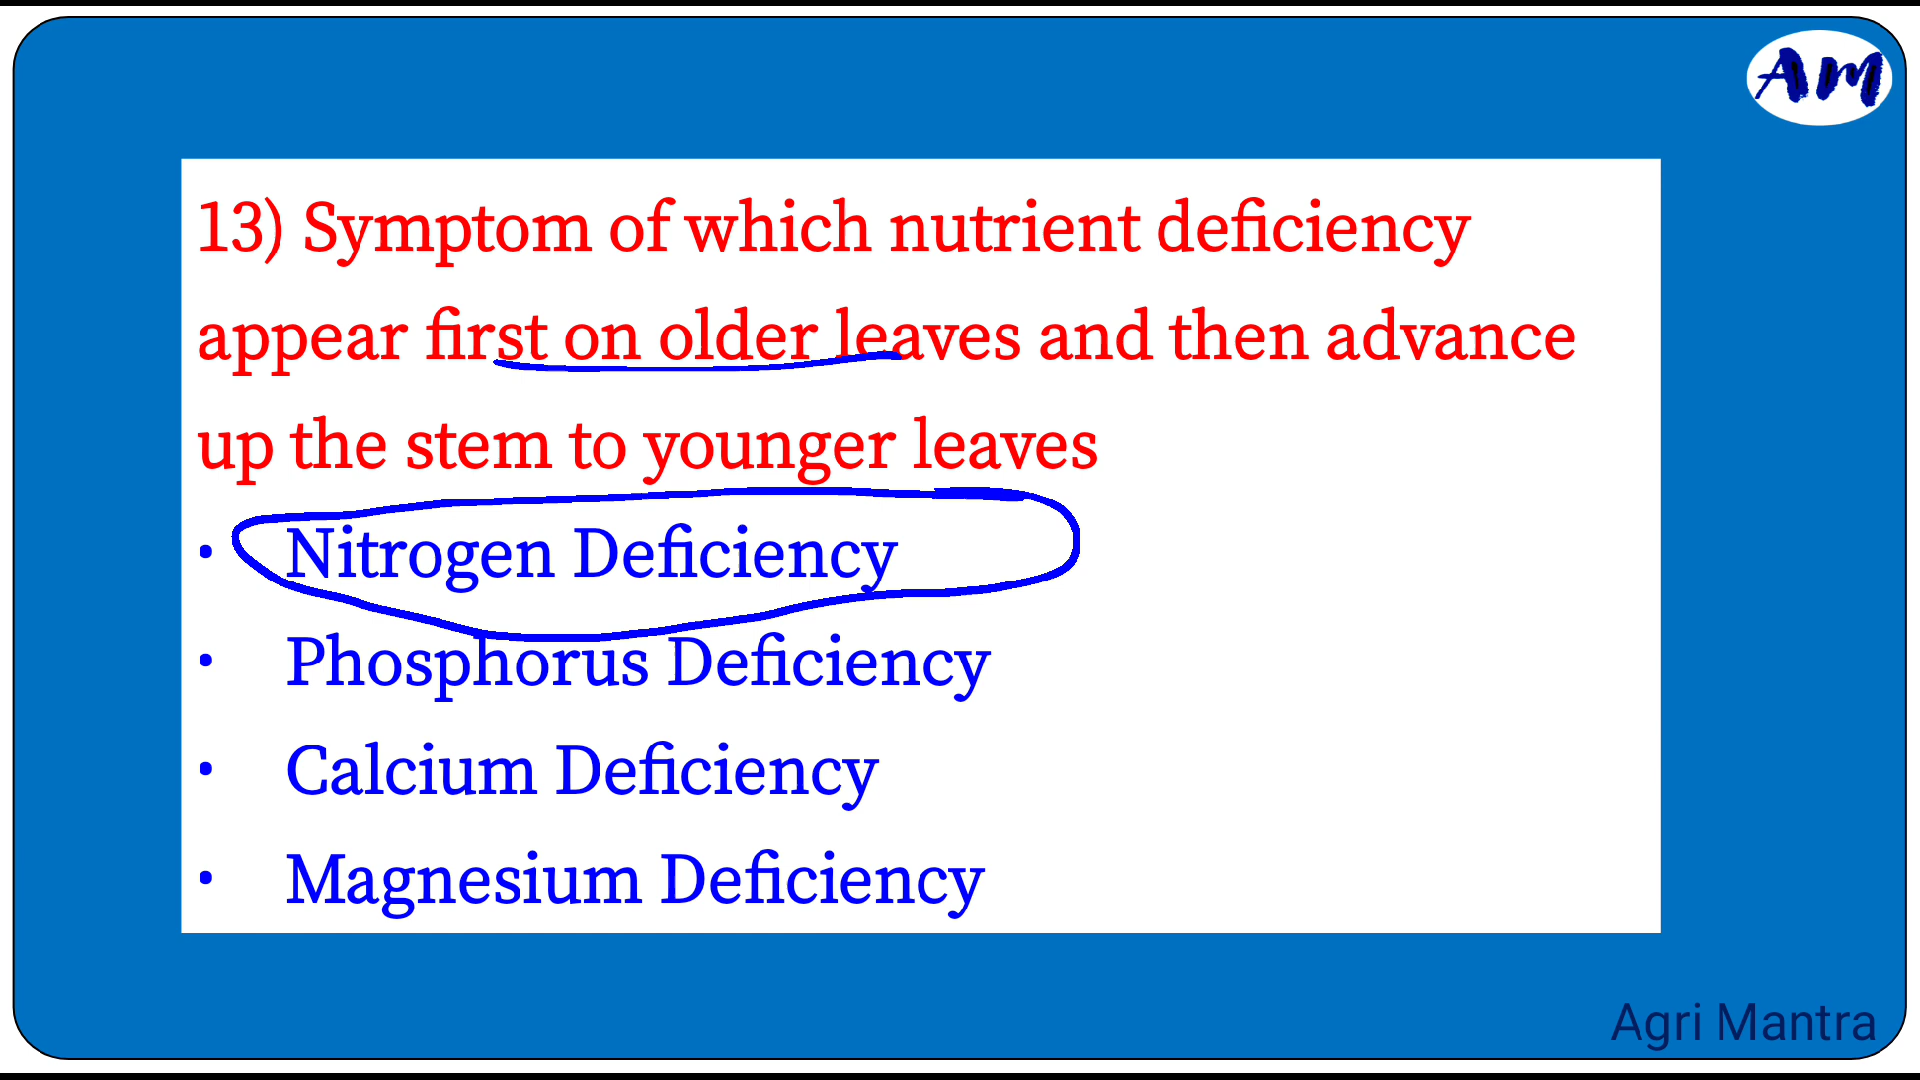 AM
13) Symptom of which nutrient deficiency
appear first on older leaves and then advance
up the stem to younger leaves
• Nitrogen Deficiency
• Phosphorus Deficiency
• Calcium Deficiency
• Magnesium Deficiency
Agri Mantra